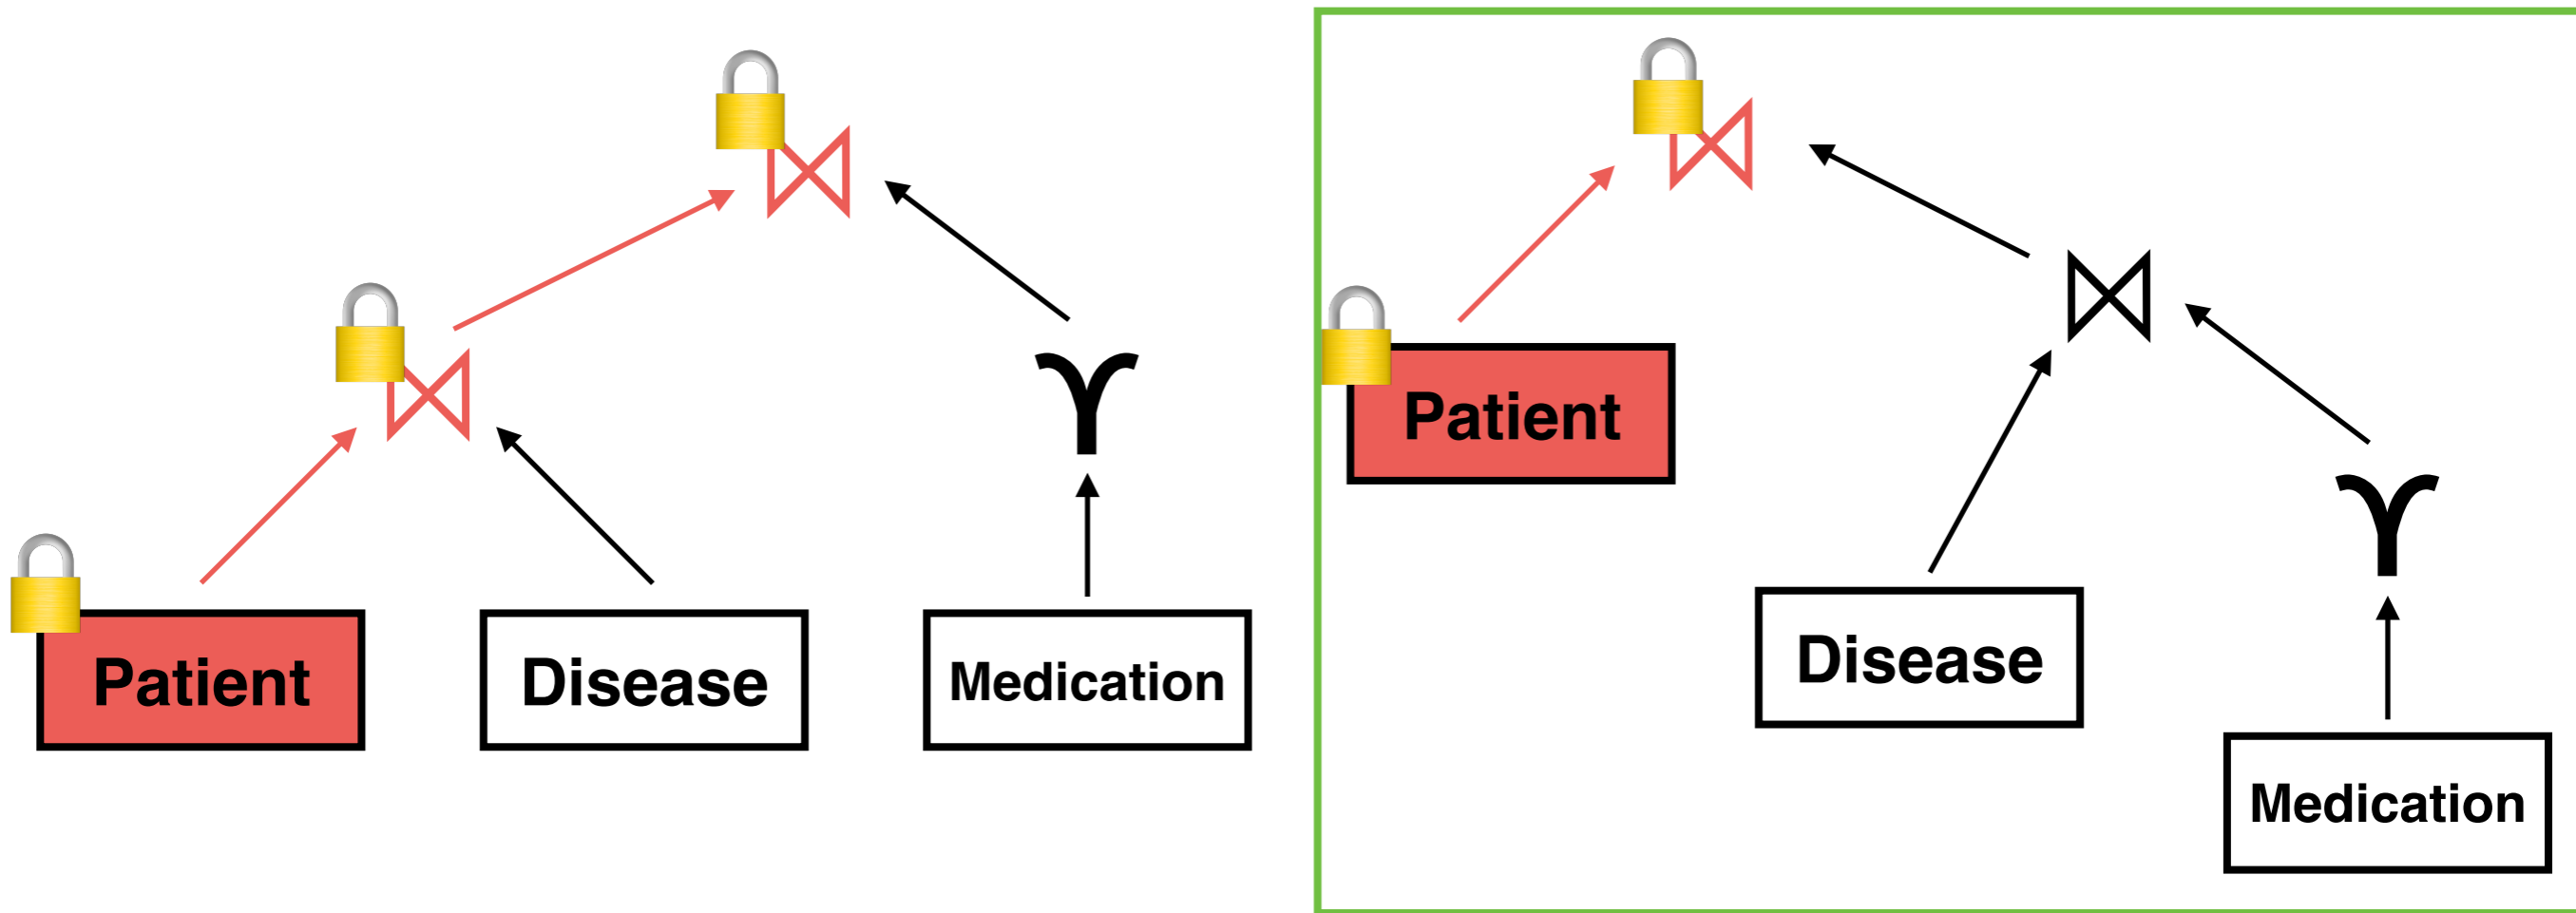 Patient
Disease
Medication
Patient
Disease
Medication